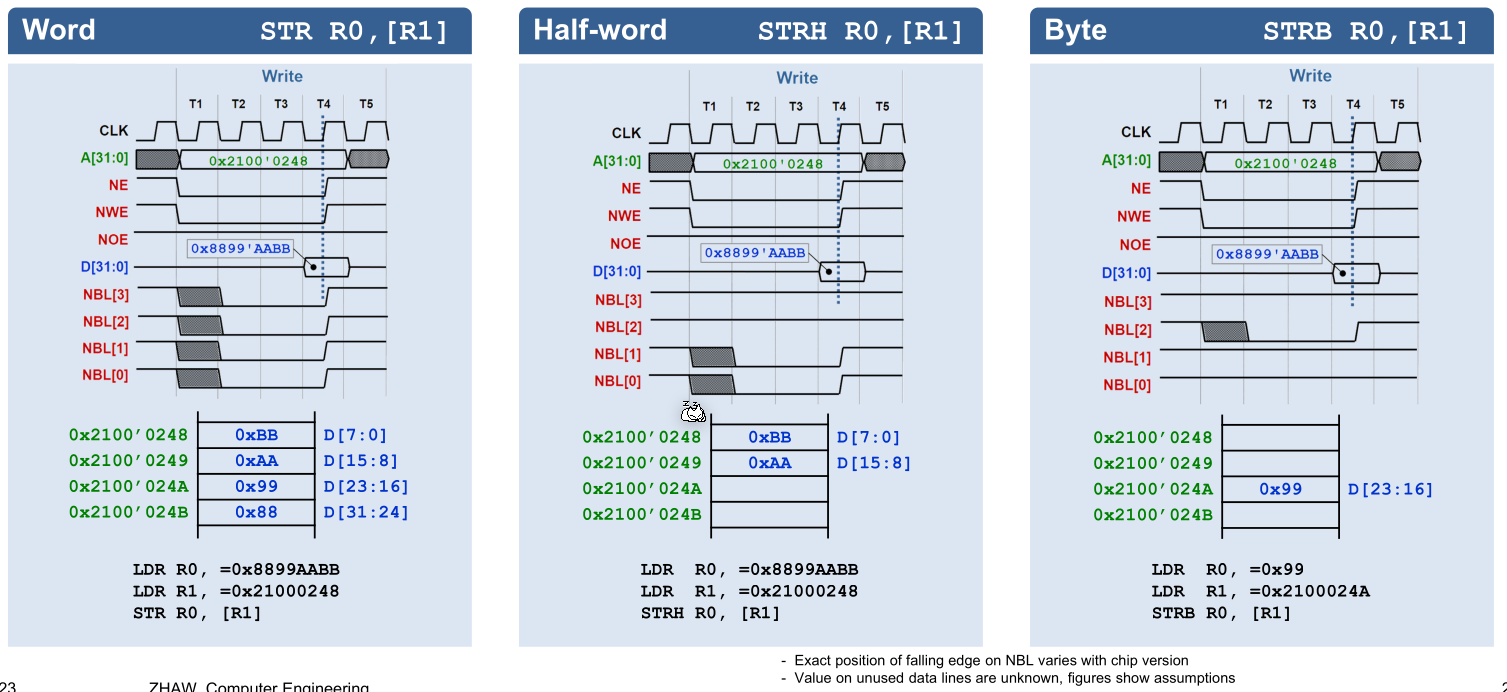 Word STR R0,[R1]
Write
T1 T2 T3 T4 T5
CLK
A[31:0] 0x2100'0248
NE
NWE
NOE
0x8899'AABB
D[31:0]
NBL[3]
NBL[2]
NBL[1]
NBL[0]
0x2100'0248 0xBB D[7:0]
0x2100'0249 0xAA D[15:8]
0x2100'024A 0x99 D[23:16]
0x2100'024B 0x88 D[31:24]
LDR R0, =0x8899AABB
LDR R1, =0x21000248
STR R0, [R1]
Half-word STRH R0,[R1]
Write
T1 T2 T3 T4 T5
CLK
A[31:0] 0x2100'0248
NE
NWE
NOE
0x8899'AABB
D[31:0]
NBL[3]
NBL[2]
NBL[1]
NBL[0]
0x2100'0248 0xBB D[7:0]
0x2100'0249 0xAA D[15:8]
0x2100'024A
0x2100'024B
LDR R0, =0x8899AABB
LDR R1, =0x21000248
STRH R0, [R1]
Byte STRB R0,[R1]
Write
T1 T2 T3 T4 T5
CLK
A[31:0] 0x2100'0248
NE
NWE
NOE
0x8899'AABB
D[31:0]
NBL[3]
NBL[2]
NBL[1]
NBL[0]
0x2100'0248
0x2100'0249
0x2100'024A 0x99 D[23:16]
0x2100'024B
LDR R0, =0x99
LDR R1, =0x2100024A
STRB R0, [R1]
- Exact position of falling edge on NBL varies with chip version
- Value on unused data lines are unknown, figures show assumptions
23 ZHAW, Computer Engineering